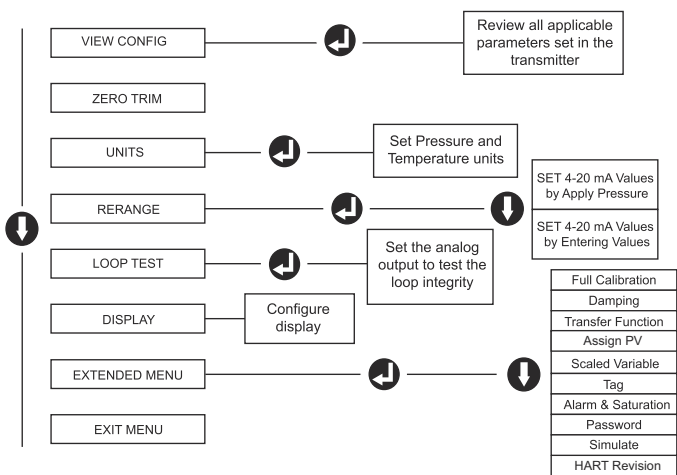 VIEW CONFIG
Review all applicable
parameters set in the
transmitter
ZERO TRIM
UNITS
Set Pressure and
Temperature units
RERANGE
SET 4-20 mA Values
by Apply Pressure
SET 4-20 mA Values
by Entering Values
LOOP TEST
Set the analog
output to test the
loop integrity
DISPLAY
Configure
display
EXTENDED MENU
Full Calibration
Damping
Transfer Function
Assign PV
Scaled Variable
Tag
Alarm & Saturation
Password
Simulate
HART Revision
EXIT MENU